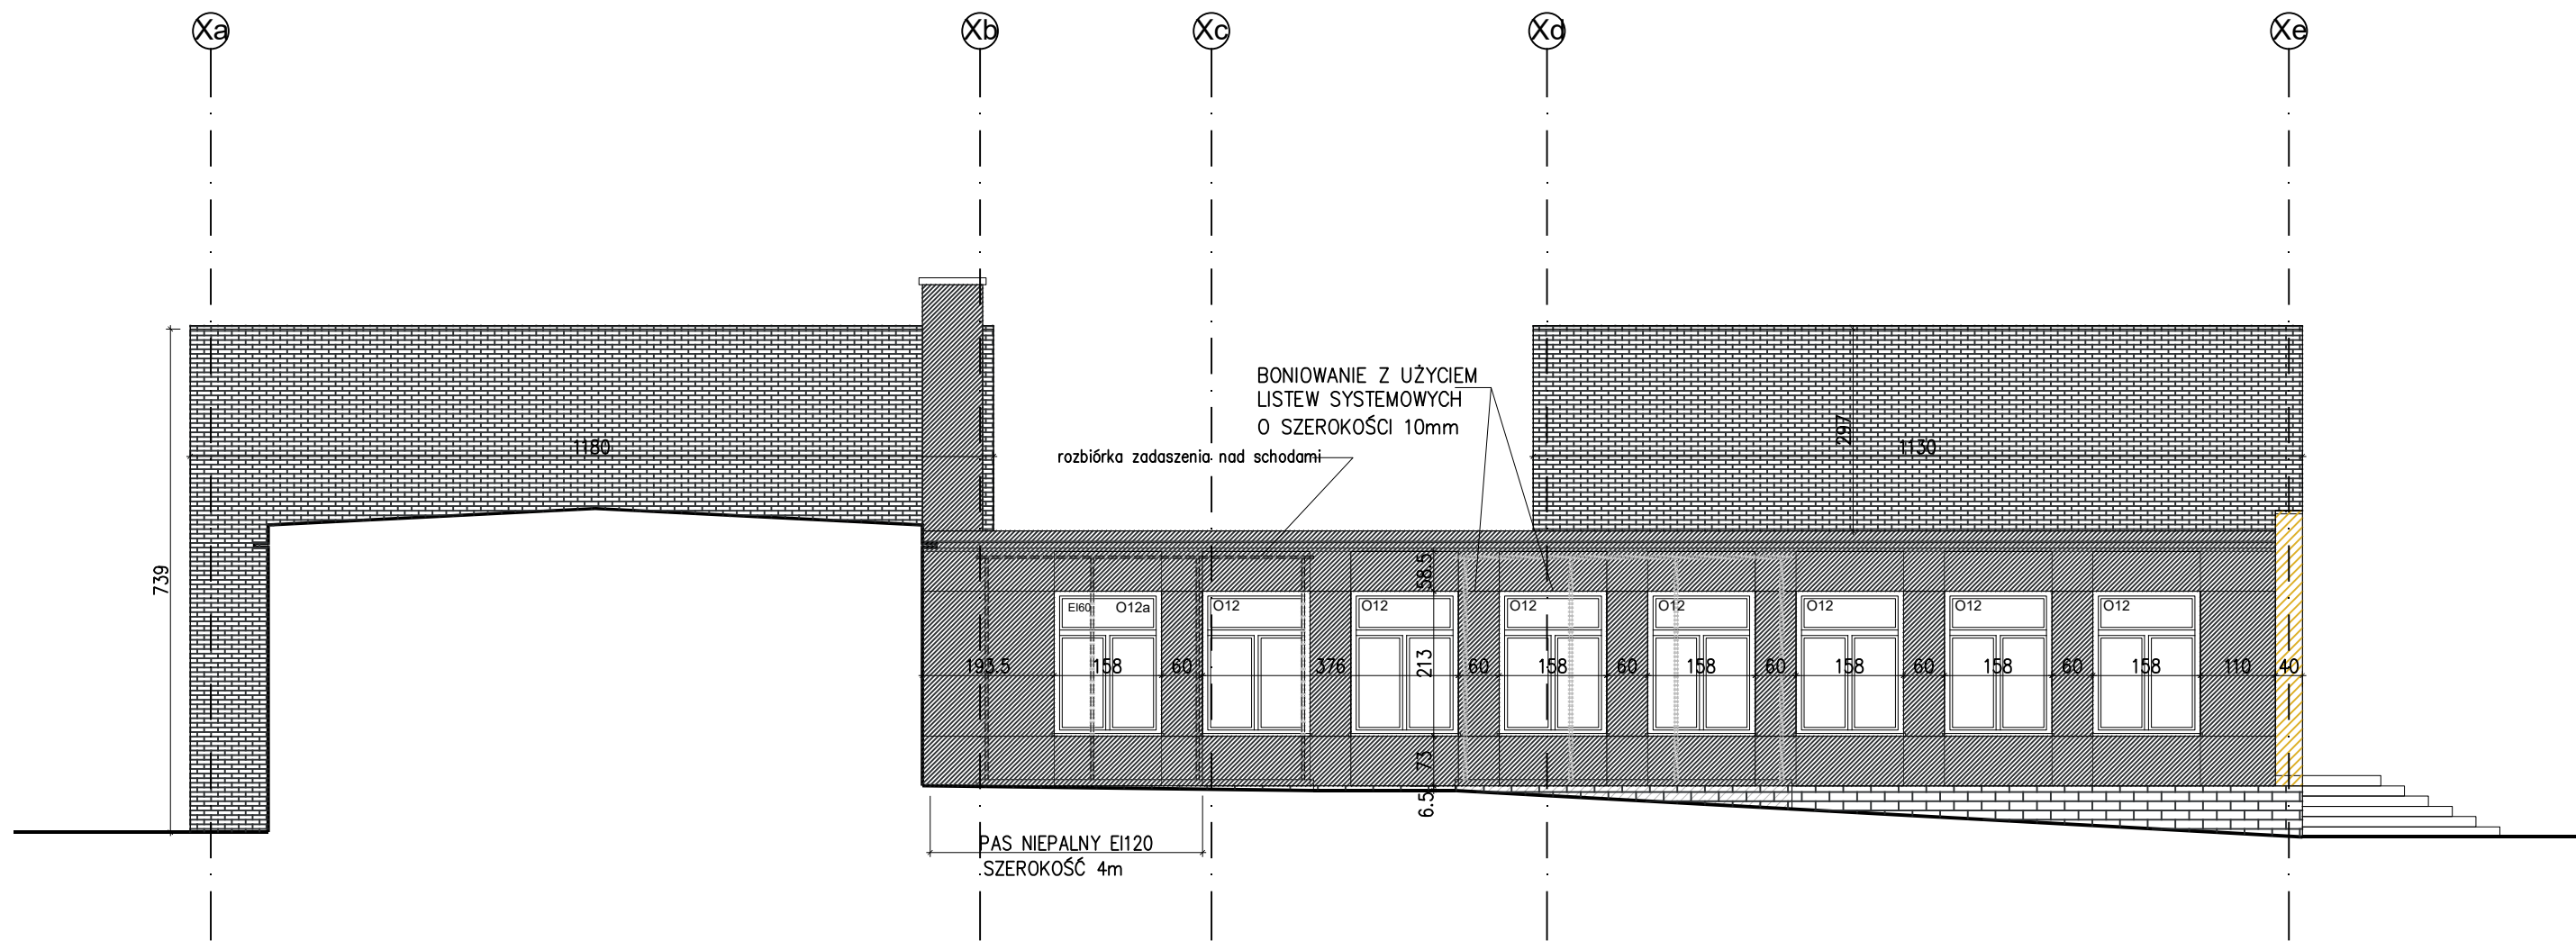 Xa Xb Xc Xd Xe
BONIOWANIE Z UŻYCIEM
LISTEW SYSTEMOWYCH
O SZEROKOŚCI 10mm
297
1180
1130
rozbiórka zadaszenia nad schodami
739
58.5
EI60 O12a O12 O12 O12 O12 O12 O12 O12
193.5 158 60 376 213 60 158 60 158 60 158 60 158 60 158 110 40
73
6.5
PAS NIEPALNY EI120
SZEROKOŚĆ 4m